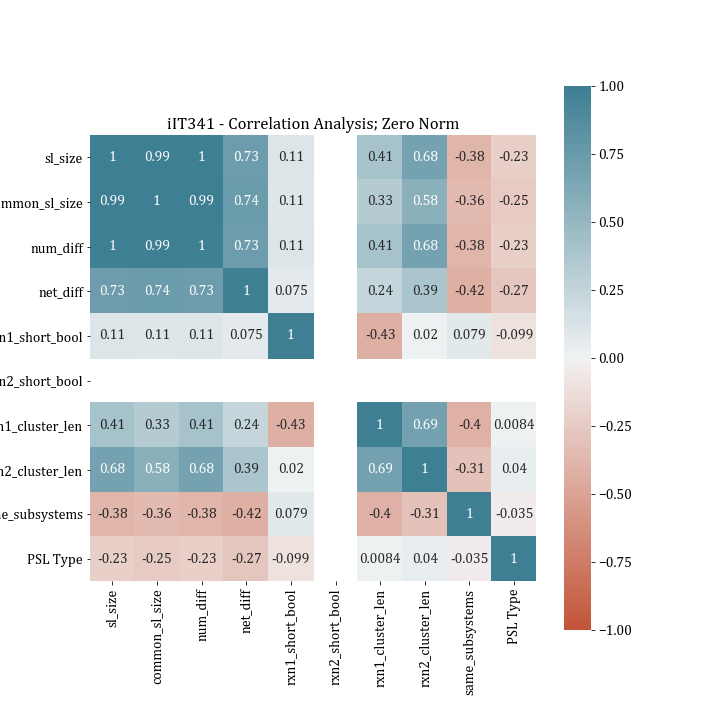 iIT341 - Correlation Analysis; Zero Norm
sl_size 1 0.99 1 0.73 0.11 0.41 0.68 -0.38 -0.23
mmon_sl_size 0.99 1 0.99 0.74 0.11 0.33 0.58 -0.36 -0.25
num_diff 1 0.99 1 0.73 0.11 0.41 0.68 -0.38 -0.23
net_diff 0.73 0.74 0.73 1 0.075 0.24 0.39 -0.42 -0.27
n1_short_bool 0.11 0.11 0.11 0.075 1 -0.43 0.02 0.079 -0.099
n2_short_bool
n1_cluster_len 0.41 0.33 0.41 0.24 -0.43 1 0.69 -0.4 0.0084
n2_cluster_len 0.68 0.58 0.68 0.39 0.02 0.69 1 -0.31 0.04
e_subsystems -0.38 -0.36 -0.38 -0.42 0.079 -0.4 -0.31 1 -0.035
PSL Type -0.23 -0.25 -0.23 -0.27 -0.099 0.0084 0.04 -0.035 1
sl_size
common_sl_size
num_diff
net_diff
rxn1_short_bool
rxn2_short_bool
rxn1_cluster_len
rxn2_cluster_len
same_subsystems
PSL Type
1.00
0.75
0.50
0.25
0.00
−0.25
−0.50
−0.75
−1.00